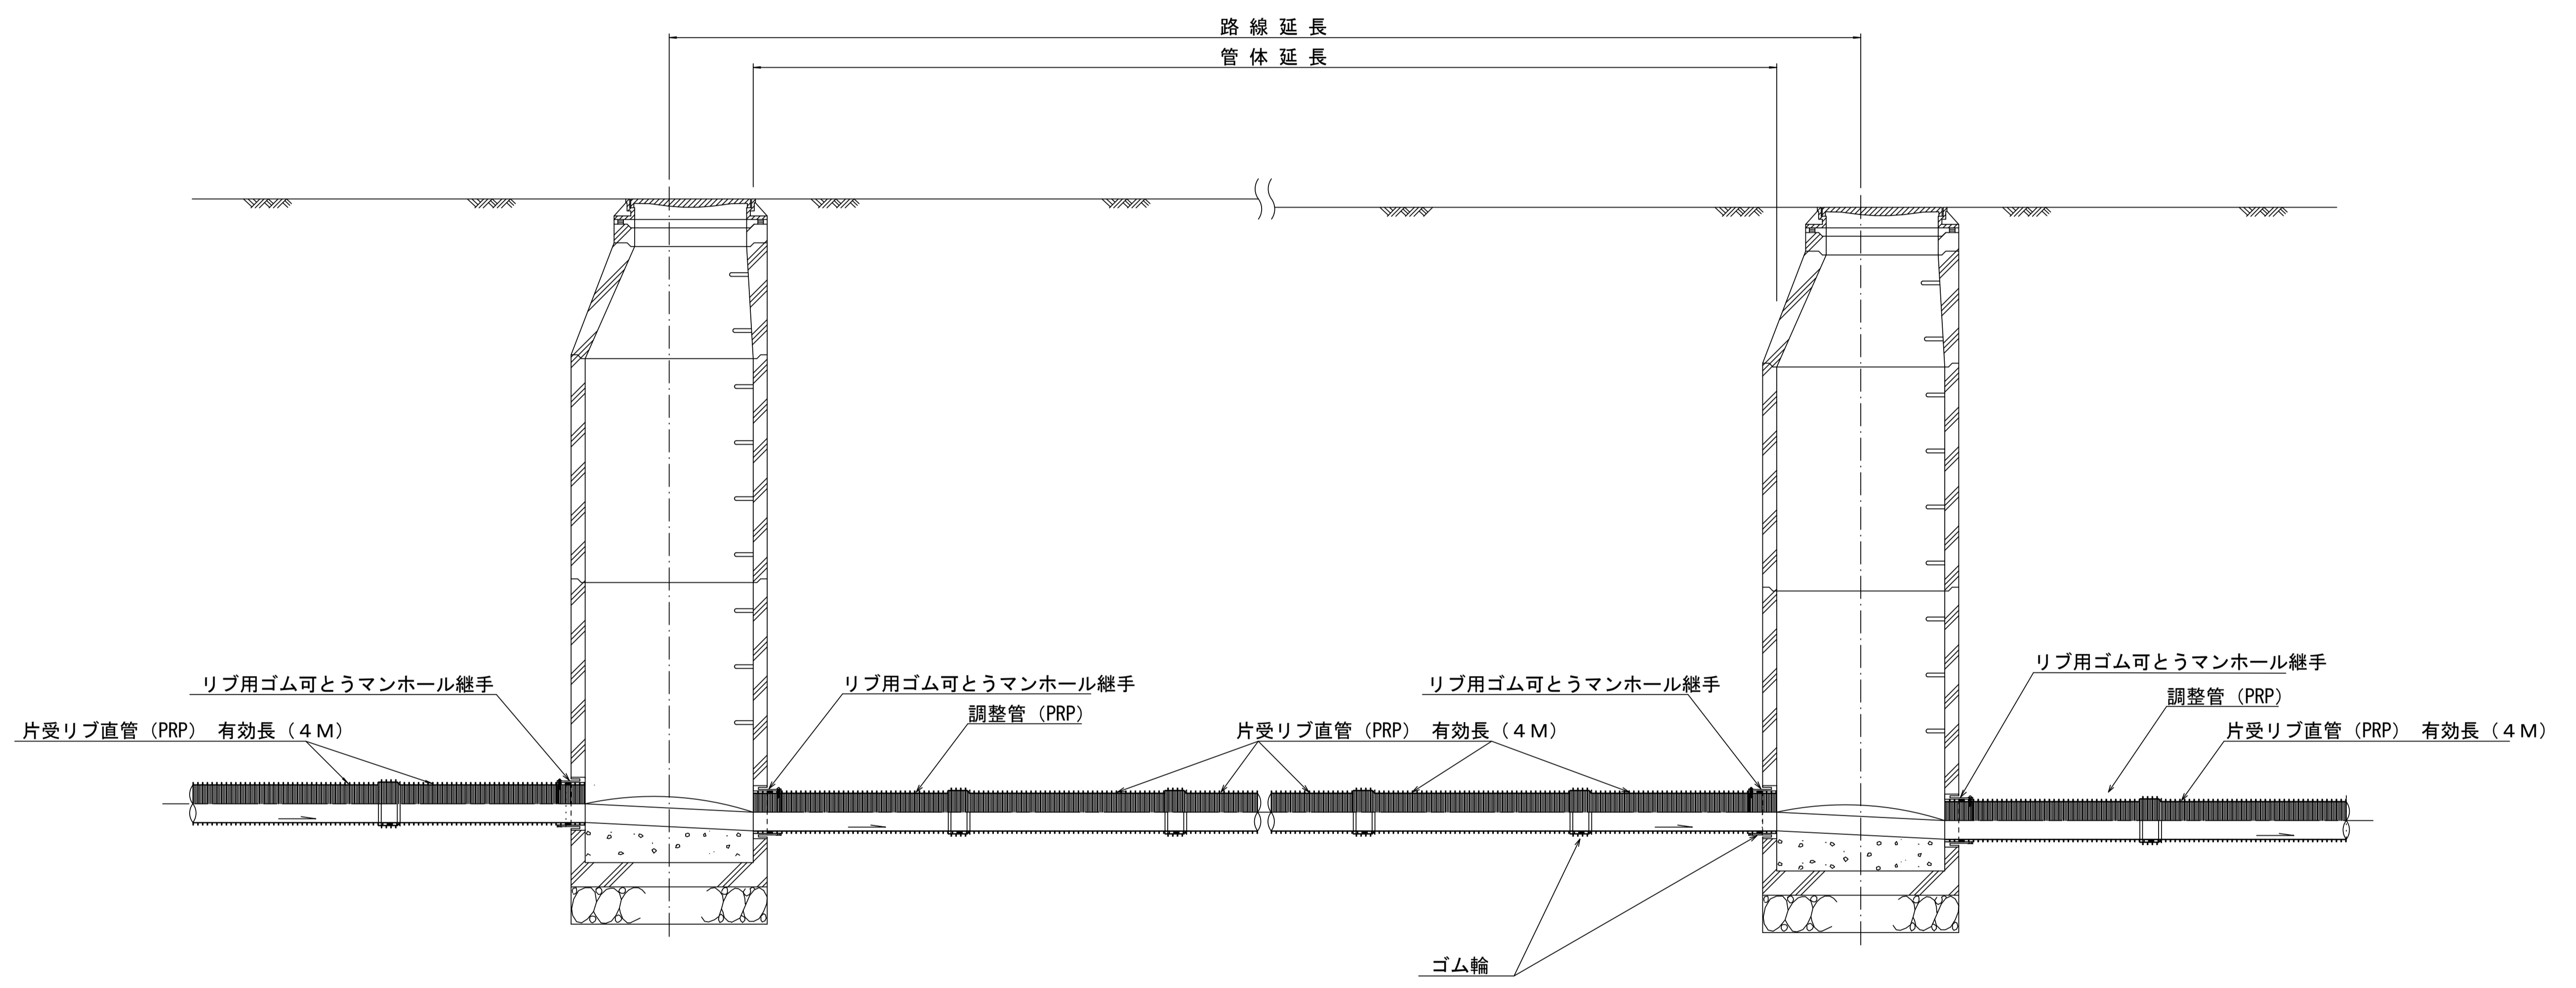 路線延長
管体延長
リブ用ゴム可とうマンホール継手
リブ用ゴム可とうマンホール継手
リブ用ゴム可とうマンホール継手
リブ用ゴム可とうマンホール継手
調整管（PRP）
調整管（PRP）
片受リブ直管（PRP） 有効長（４Ｍ）
片受リブ直管（PRP） 有効長（４Ｍ）
片受リブ直管（PRP） 有効長（４Ｍ）
ゴム輪